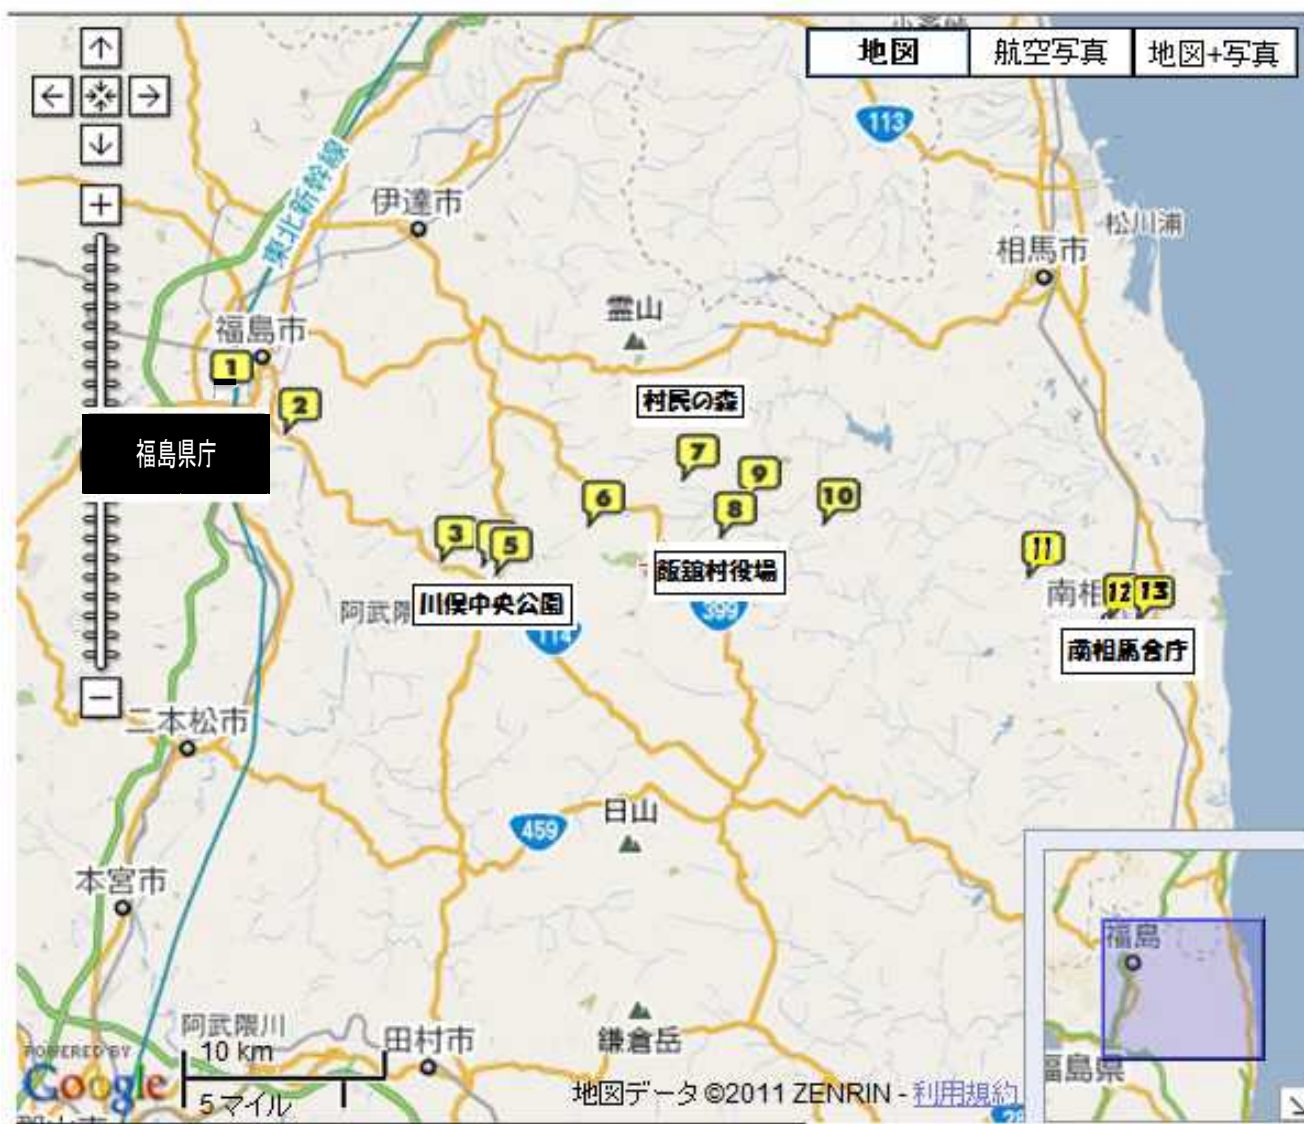 地図
航空写真
地図+写真
113
東北新幹線
伊達市
松川浦
相馬市
霊山
福島市
1
2
村民の森
福島県庁
7
9
6
8
10
3
5
11
飯舘村役場
南相
12
13
阿武隈
川俣中央公園
114
399
南相馬合庁
二本松市
日山
459
本宮市
福島
阿武隈川
10 km
田村市
鎌倉岳
福島県
POWERED BY
Google
5 マイル
地図データ ©2011 ZENRIN - 利用規約